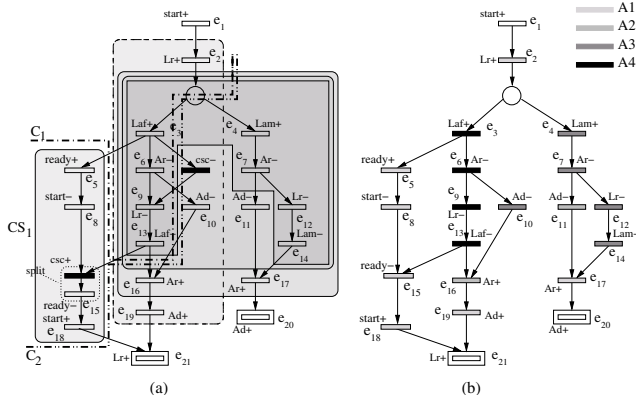 start+ e1
A1
A2
A3
A4
Lr+ e2
Laf+ e3
Lam+ e4
C1
ready+ e5
Ar− e6
csc−
Ar− e7
start− e8
e9
Lr−
Ad− e10
Ad− e11
Lr− e12
CS1
e13 Laf−
Lam− e14
csc+
split
ready− e15
e16 Ar+
Ar+ e17
start+ e18
e19 Ad+
Ad+ e20
C2
Lr+ e21
(a)
start+ e1
Lr+ e2
Laf+ e3
Lam+ e4
ready+ e5
Ar− e6
Ar− e7
start− e8
e9
Lr−
Ad− e10
Ad− e11
Lr− e12
e13
Laf−
Lam− e14
ready− e15
e16 Ar+
Ar+ e17
start+ e18
e19 Ad+
Ad+ e20
Lr+ e21
(b)